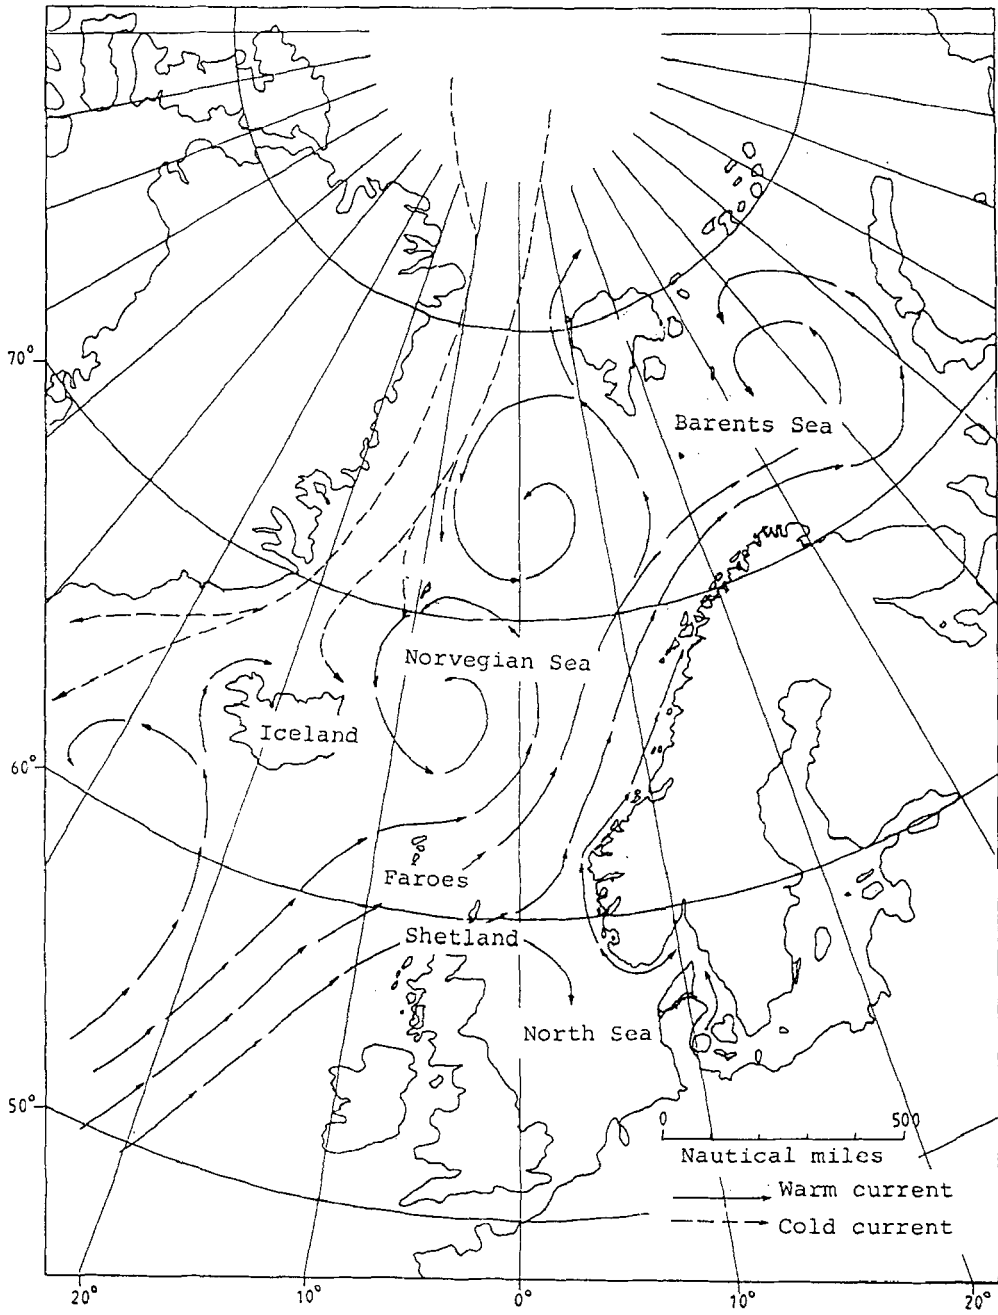 70°
Barents Sea
Norvegian Sea
Iceland
60°
Faroes
Shetland
North Sea
50°
0 500
Nautical miles
Warm current
Cold current
20° 10° 0° 10° 20°